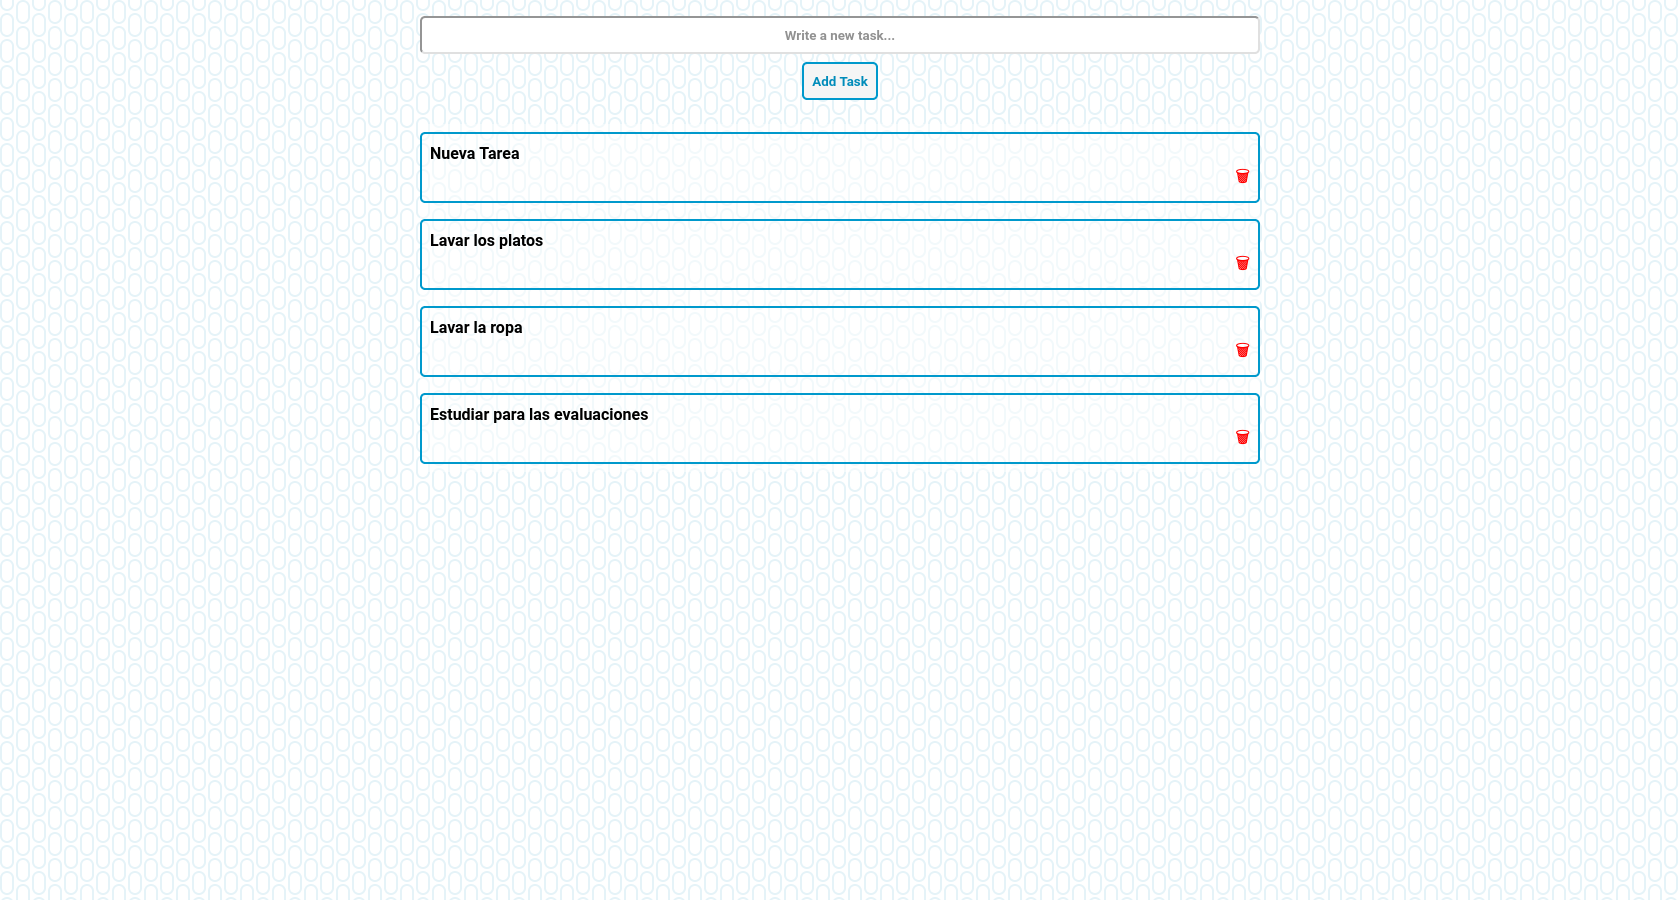 Write a new task...
Add Task
Nueva Tarea
Lavar los platos
Lavar la ropa
Estudiar para las evaluaciones